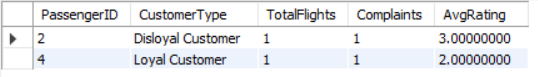 PassengerID CustomerType TotalFlights Complaints AvgRating
2 Disloyal Customer 1 1 3.00000000
4 Loyal Customer 1 1 2.00000000